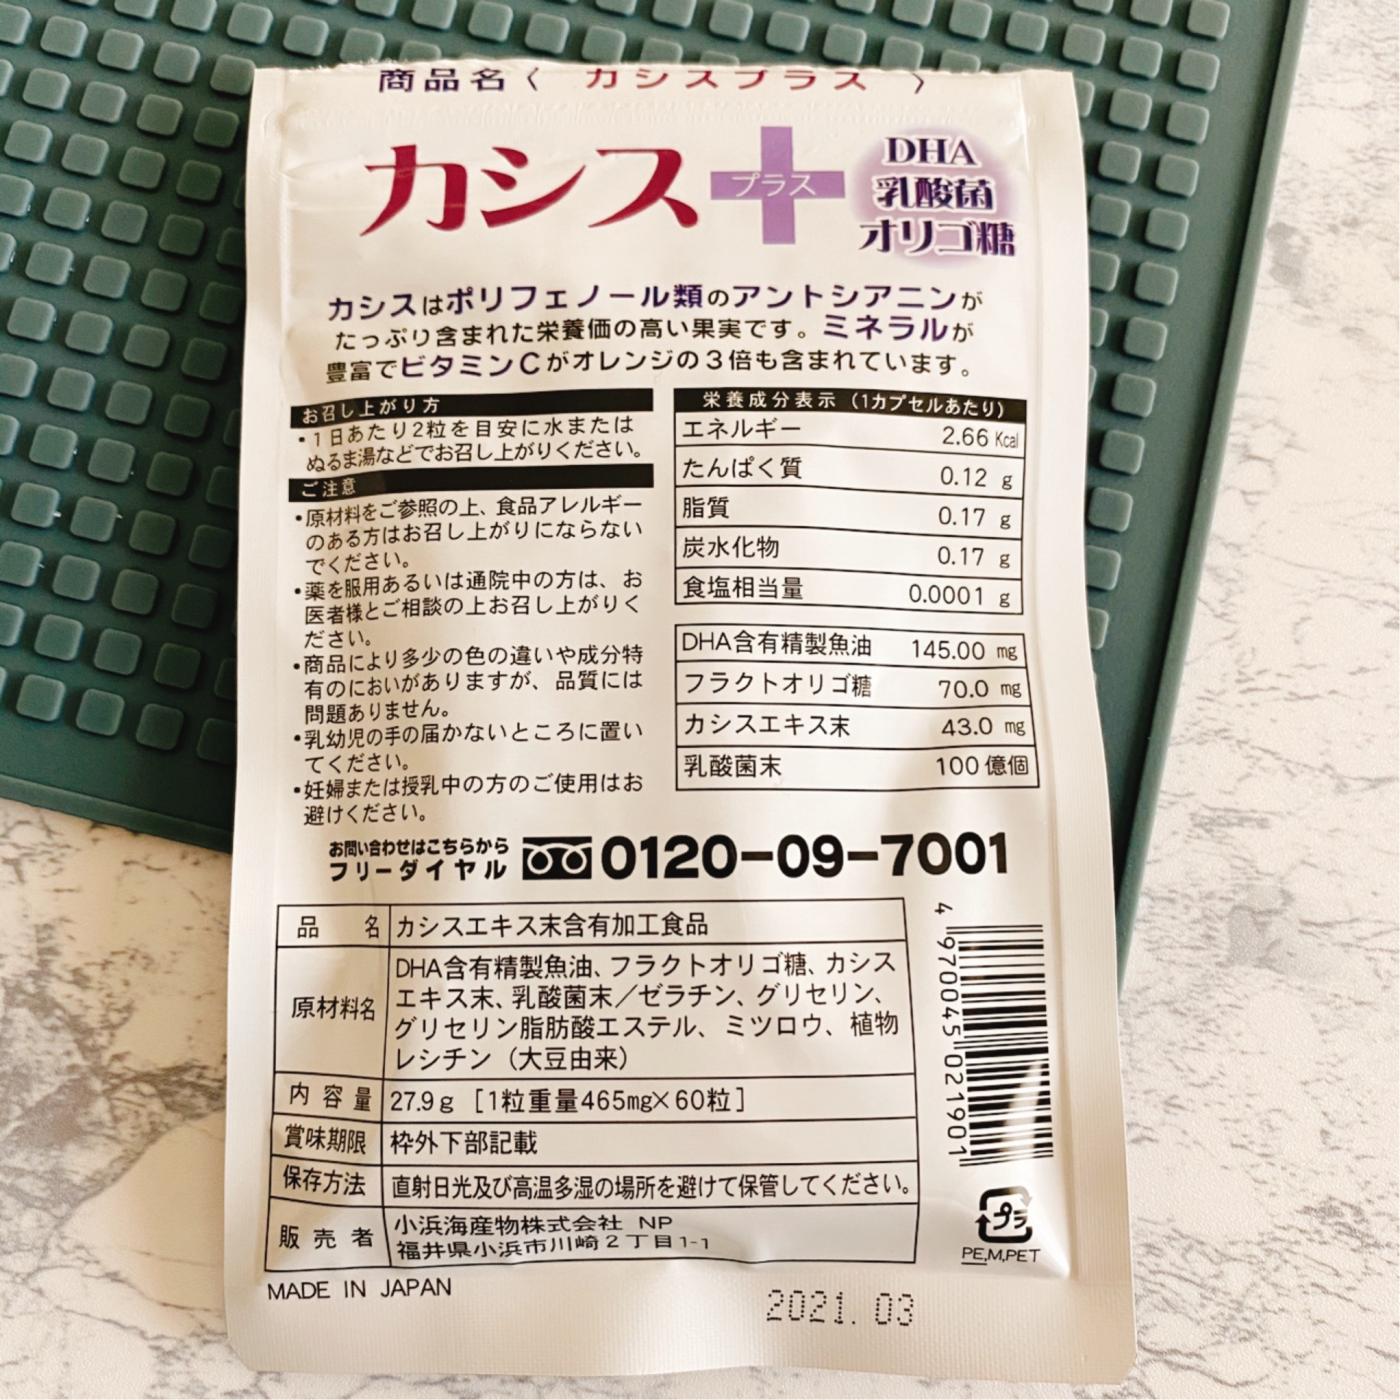 商品名〈 カシスプラス 〉
カシス
プラス
DHA
乳酸菌
オリゴ糖
カシスはポリフェノール類のアントシアニンが
たっぷり含まれた栄養価の高い果実です。ミネラルが
豊富でビタミンCがオレンジの3倍も含まれています。
お召し上がり方
・1日あたり2粒を目安に水または
ぬるま湯などでお召し上がりください。
ご注意
・原材料をご参照の上、食品アレルギー
のある方はお召し上がりにならない
でください。
・薬を服用あるいは通院中の方は、お
医者様とご相談の上お召し上がりく
ださい。
・商品により多少の色の違いや成分特
有のにおいがありますが、品質には
問題ありません。
・乳幼児の手の届かないところに置い
てください。
・妊婦または授乳中の方のご使用はお
避けください。
栄養成分表示（1カプセルあたり）
エネルギー 2.66 Kcal
たんぱく質 0.12 g
脂質 0.17 g
炭水化物 0.17 g
食塩相当量 0.0001 g
DHA含有精製魚油 145.00 mg
フラクトオリゴ糖 70.0 mg
カシスエキス末 43.0 mg
乳酸菌末 100億個
お問い合わせはこちらから
フリーダイヤル 0120-09-7001
品名 カシスエキス末含有加工食品
原材料名 DHA含有精製魚油、フラクトオリゴ糖、カシス
エキス末、乳酸菌末／ゼラチン、グリセリン、
グリセリン脂肪酸エステル、ミツロウ、植物
レシチン（大豆由来）
内容量 27.9g［1粒重量465mg×60粒］
賞味期限 枠外下部記載
保存方法 直射日光及び高温多湿の場所を避けて保管してください。
販売者 小浜海産物株式会社 NP
福井県小浜市川崎2丁目1-1
4 970045 021901
プラ
PE,M,PET
MADE IN JAPAN
2021.03